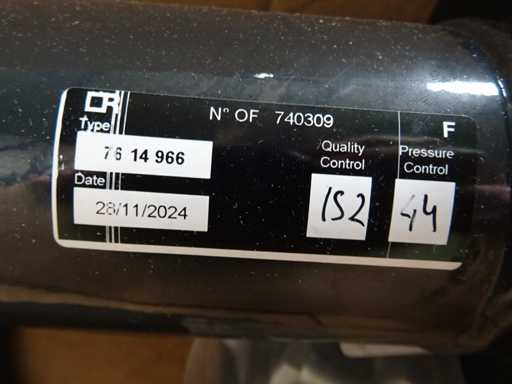 CR
N° OF 740309
F
Type
76 14 966
Quality Control
Pressure Control
Date
28/11/2024
152
44